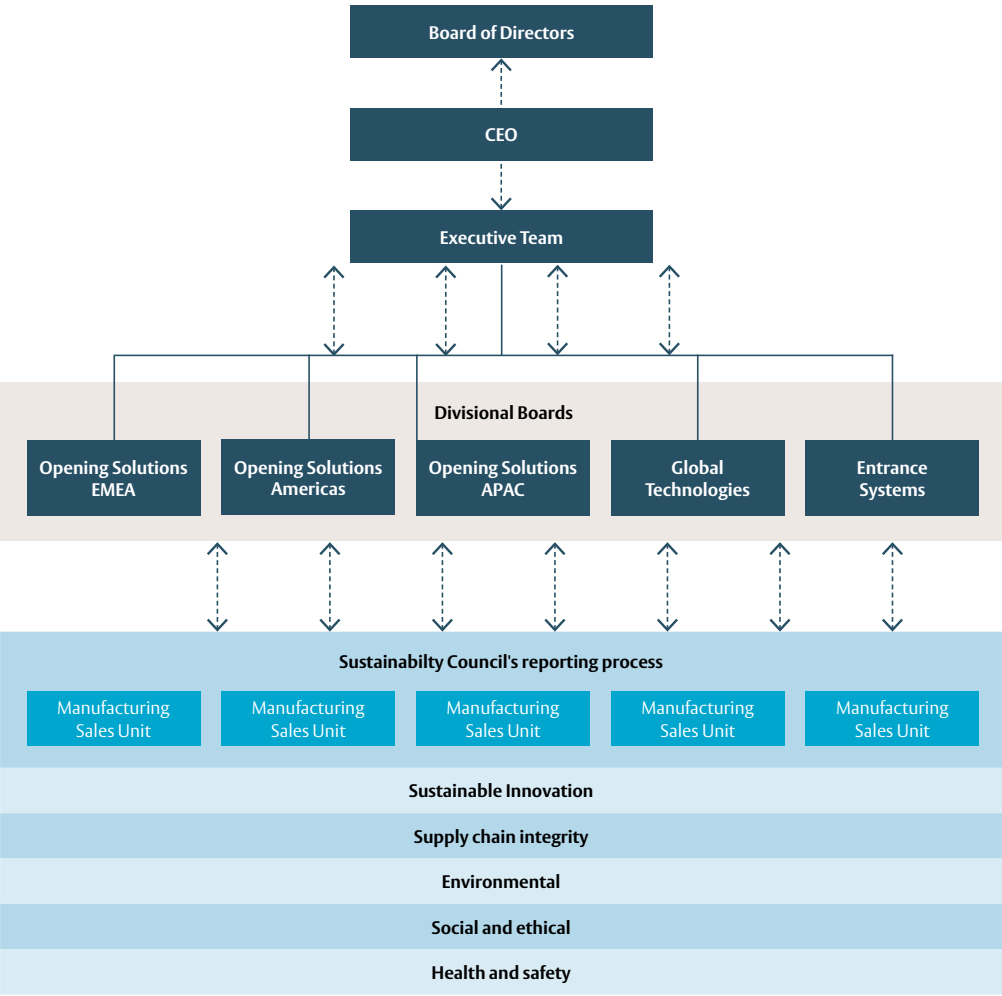 Board of Directors
CEO
Executive Team
Divisional Boards
Opening Solutions
EMEA
Opening Solutions
Americas
Opening Solutions
APAC
Global
Technologies
Entrance
Systems
Sustainabilty Council's reporting process
Manufacturing
Sales Unit
Manufacturing
Sales Unit
Manufacturing
Sales Unit
Manufacturing
Sales Unit
Manufacturing
Sales Unit
Sustainable Innovation
Supply chain integrity
Environmental
Social and ethical
Health and safety